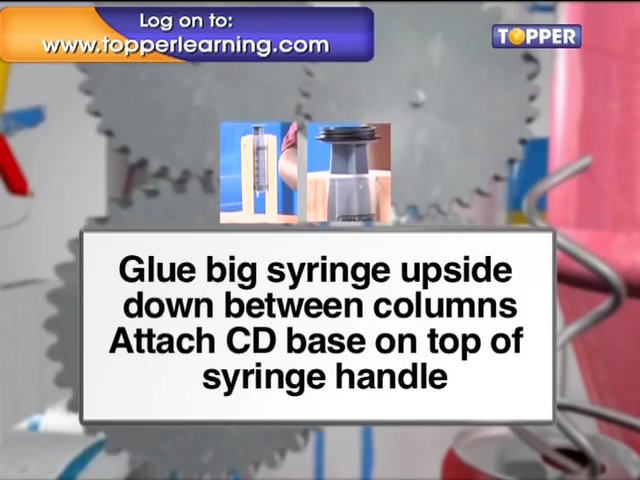 Log on to:
www.topperlearning.com
TOPPER
Glue big syringe upside
down between columns
Attach CD base on top of
syringe handle